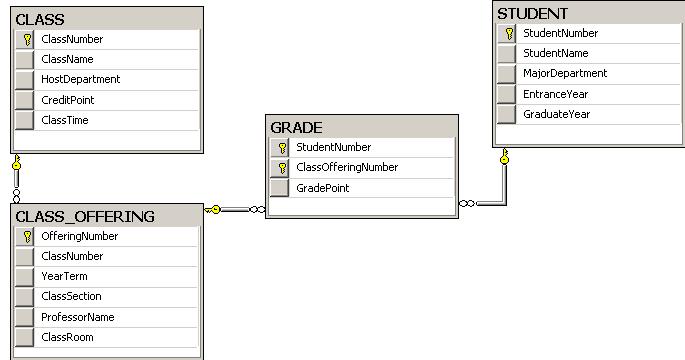 CLASS
ClassNumber
ClassName
HostDepartment
CreditPoint
ClassTime
STUDENT
StudentNumber
StudentName
MajorDepartment
EntranceYear
GraduateYear
GRADE
StudentNumber
ClassOfferingNumber
GradePoint
CLASS_OFFERING
OfferingNumber
ClassNumber
YearTerm
ClassSection
ProfessorName
ClassRoom